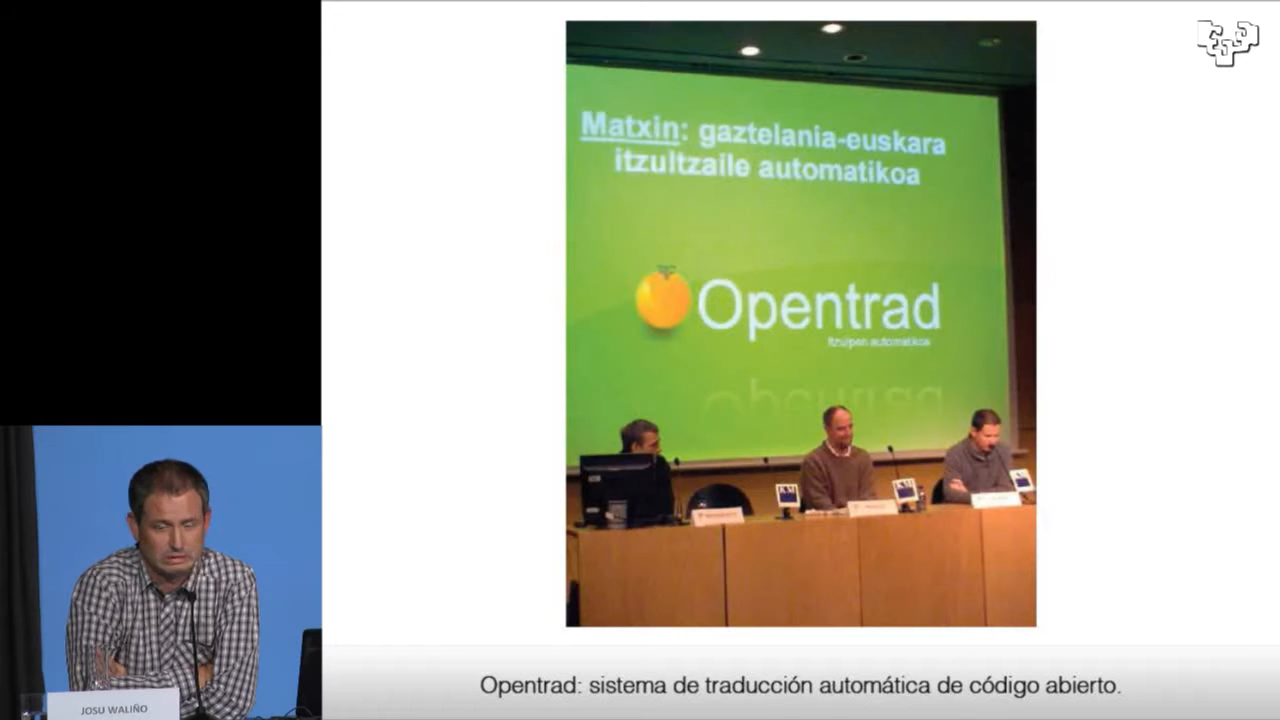 Matxin: gaztelania-euskara
itzultzaile automatikoa
Opentrad
Itzulpen automatikoa
Opentrad: sistema de traducción automática de código abierto.
JOSU WALIÑO